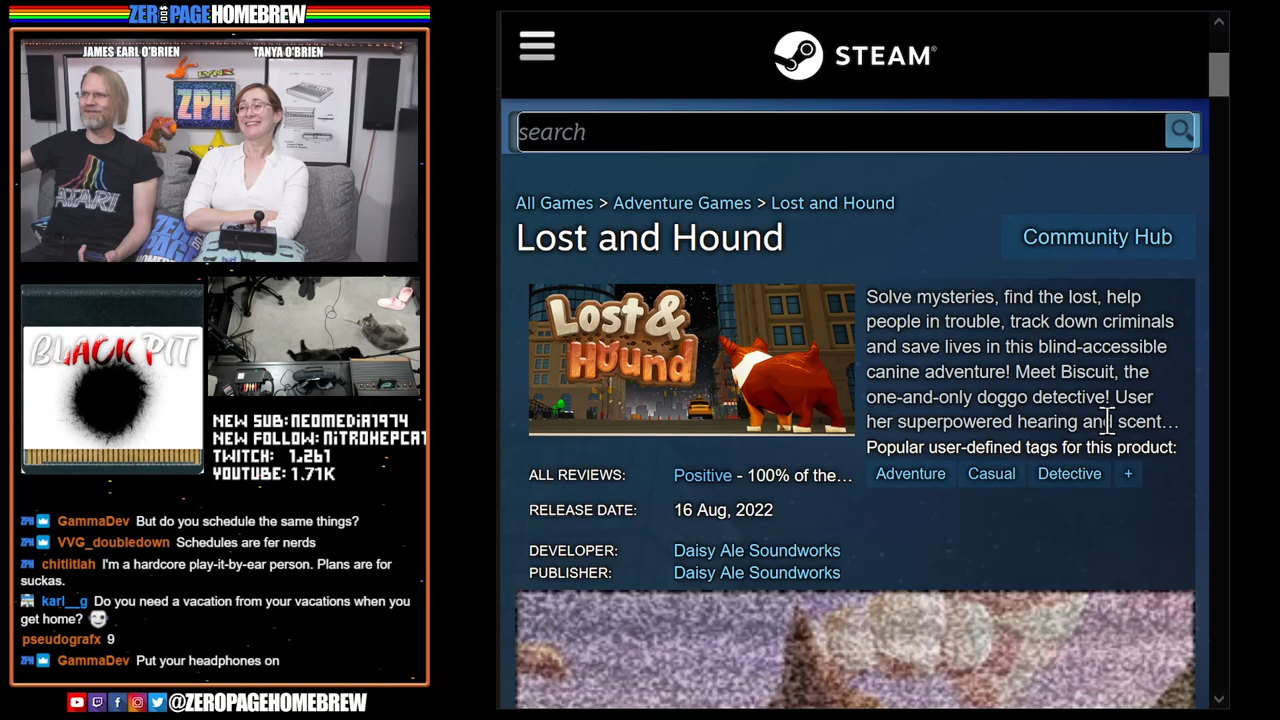 ZER PAGE HOMEBREW
JAMES EARL O'BRIEN
TANYA O'BRIEN
LYNX
ZPH
ATARI
BLACK PIT
NEW SUB: NEOMEDIA1974
NEW FOLLOW: NITROHEPCAT
TWITCH: 1.261
YOUTUBE: 1.71K
ZPH GammaDev But do you schedule the same things?
ZPH VVG_doubledown Schedules are fer nerds
ZPH chitlitlah I'm a hardcore play-it-by-ear person. Plans are for
suckas.
karl__g Do you need a vacation from your vacations when you
get home?
pseudografx 9
ZPH GammaDev Put your headphones on
@ZEROPAGEHOMEBREW
STEAM®
search
All Games > Adventure Games > Lost and Hound
Lost and Hound
Community Hub
Lost &
Hound
Solve mysteries, find the lost, help
people in trouble, track down criminals
and save lives in this blind-accessible
canine adventure! Meet Biscuit, the
one-and-only doggo detective! User
her superpowered hearing and scent…
Popular user-defined tags for this product:
Adventure Casual Detective +
ALL REVIEWS: Positive - 100% of the…
RELEASE DATE: 16 Aug, 2022
DEVELOPER: Daisy Ale Soundworks
PUBLISHER: Daisy Ale Soundworks